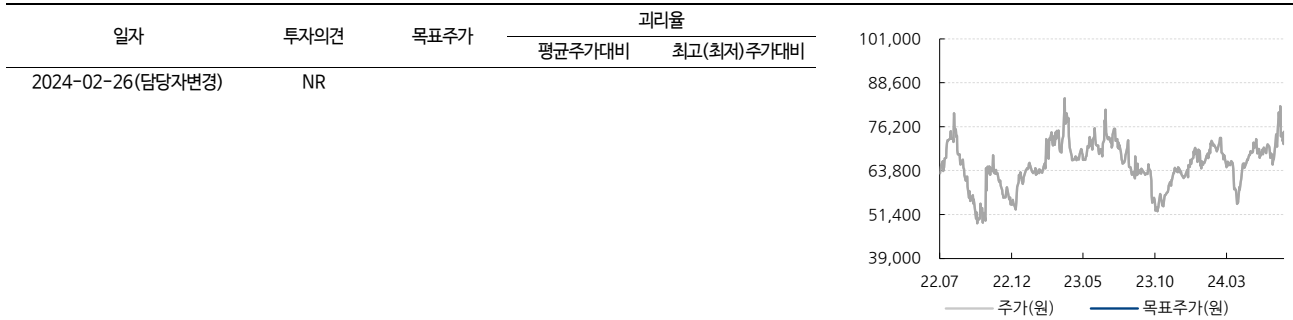 일자 투자의견 목표주가 괴리율
평균주가대비 최고(최저)주가대비
2024-02-26(담당자변경) NR
101,000
88,600
76,200
63,800
51,400
39,000
22.07 22.12 23.05 23.10 24.03
주가(원) 목표주가(원)